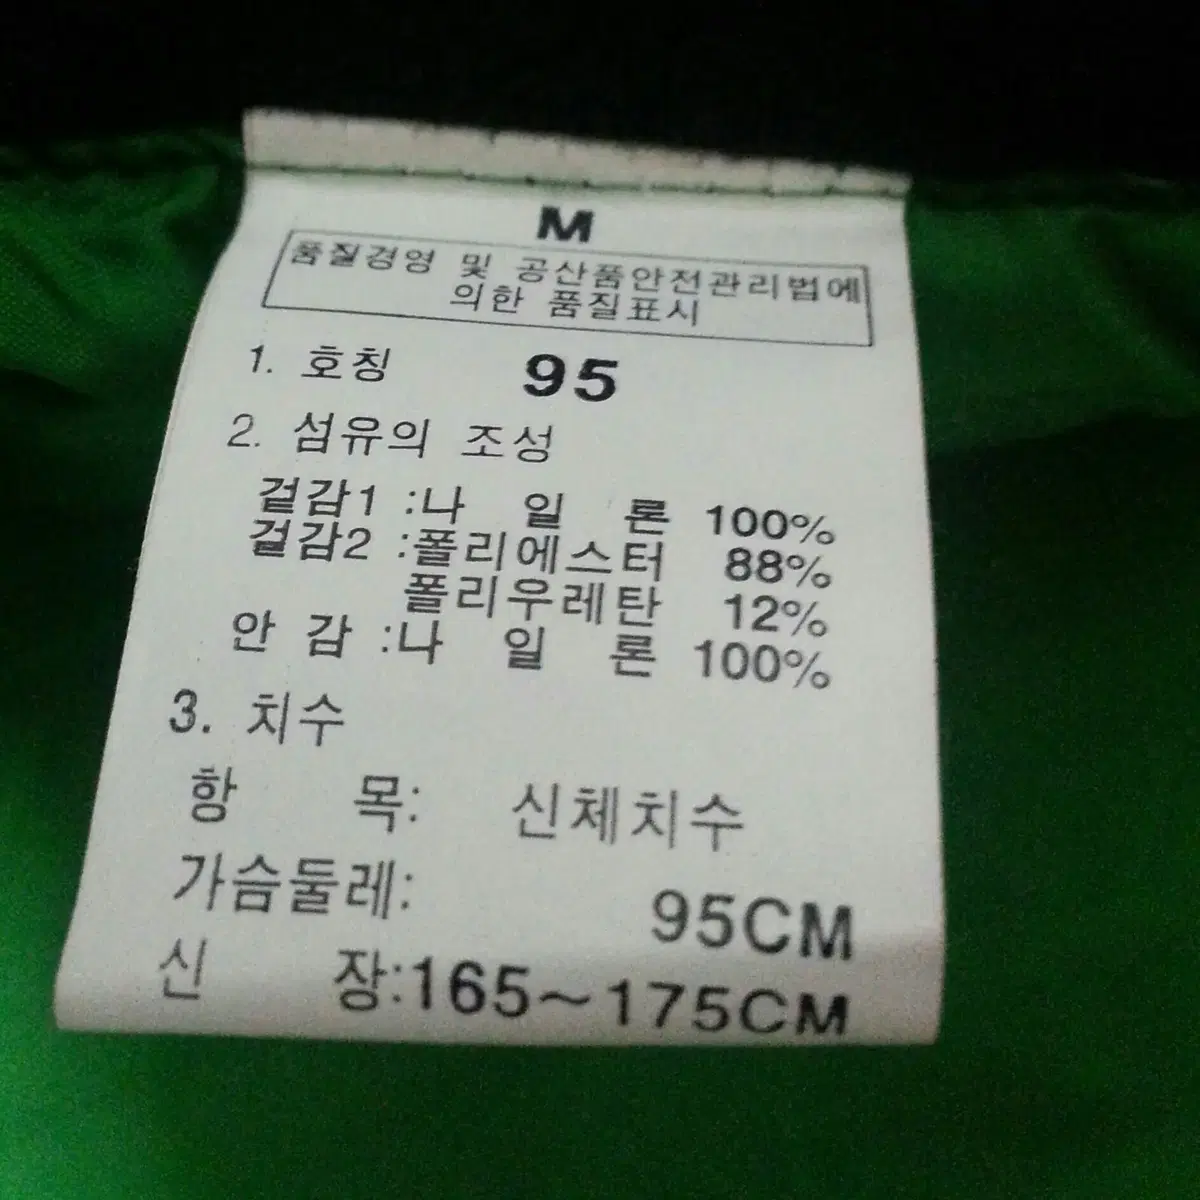 M
품질경영 및 공산품안전관리법에
의한 품질표시
1. 호칭 95
2. 섬유의 조성
겉감1 :나 일 론 100%
겉감2 :폴리에스터 88%
폴리우레탄 12%
안 감 :나 일 론 100%
3. 치수
항 목: 신체치수
가슴둘레: 95CM
신 장:165~175CM